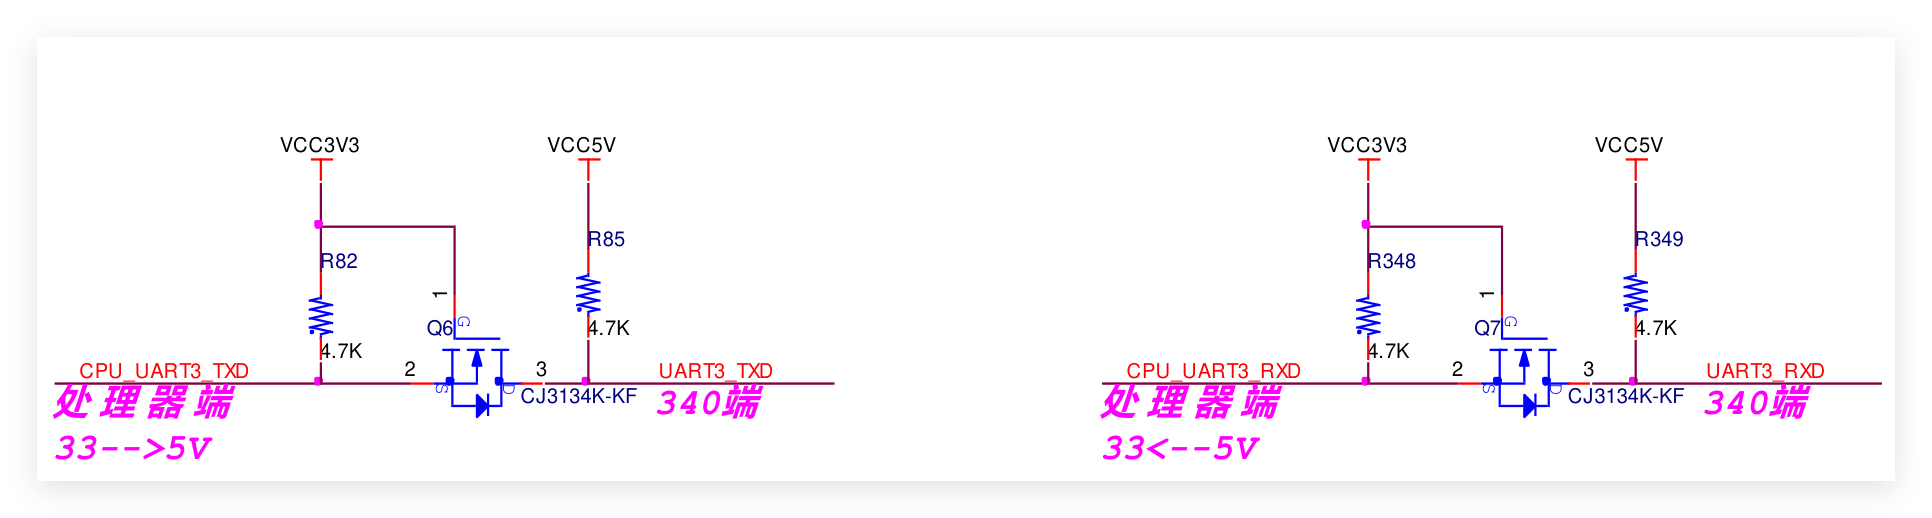 VCC3V3
VCC5V
R85
R82
1
Q6
G
4.7K
4.7K
CPU_UART3_TXD
2
3
UART3_TXD
S
D
CJ3134K-KF
处理器端
340端
33-->5V
VCC3V3
VCC5V
R349
R348
1
Q7
G
4.7K
4.7K
CPU_UART3_RXD
2
3
UART3_RXD
S
D
CJ3134K-KF
处理器端
340端
33<--5V